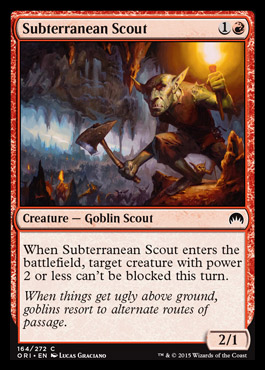 Subterranean Scout 1
Creature — Goblin Scout
When Subterranean Scout enters the
battlefield, target creature with power
2 or less can't be blocked this turn.
When things get ugly above ground,
goblins resort to alternate routes of
passage.
2/1
164/272 C
ORI • EN LUCAS GRACIANO ™ & © 2015 Wizards of the Coast